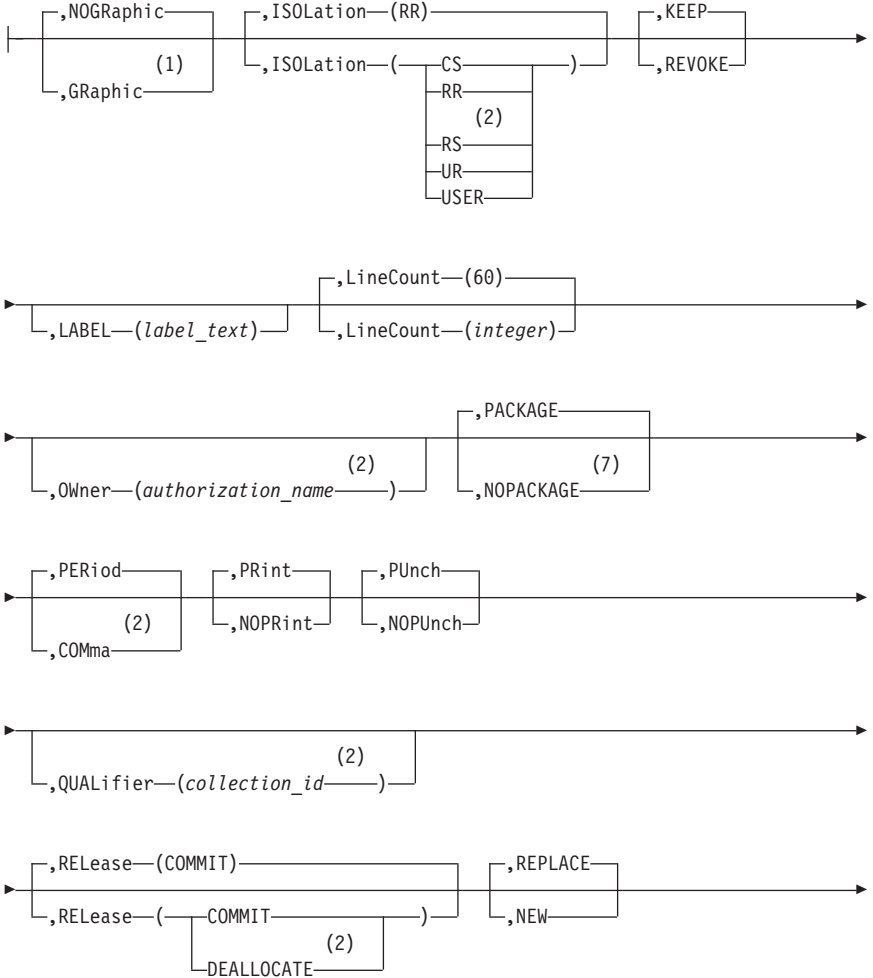 ,NOGRaphic ,ISOLation (RR) ,KEEP
(1) ,ISOLation ( CS ) ,REVOKE
,GRaphic RR
(2)
RS
UR
USER
,LineCount (60)
,LABEL (label_text) ,LineCount (integer)
,PACKAGE
(2) (7)
,OWner (authorization_name ) ,NOPACKAGE
,PERiod ,PRint ,PUnch
(2) ,NOPRint ,NOPUnch
,COMma
(2)
,QUALifier (collection_id )
,RELease (COMMIT) ,REPLACE
,RELease ( COMMIT ) ,NEW
(2)
DEALLOCATE